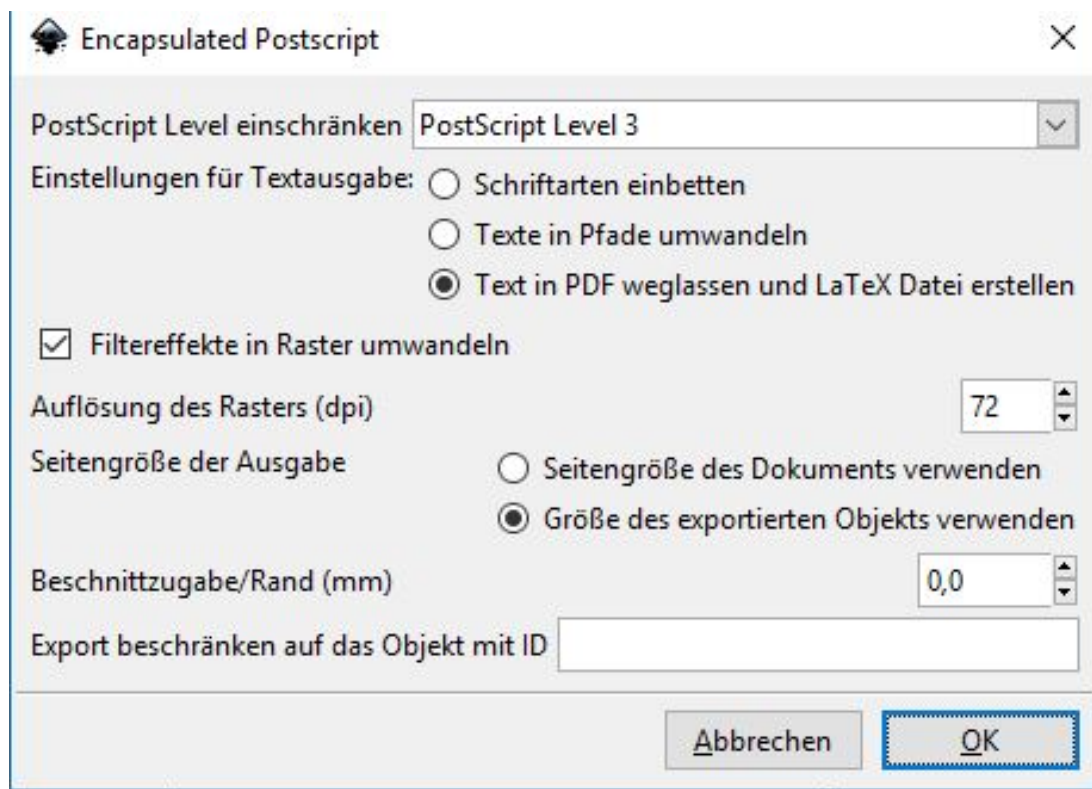 Encapsulated Postscript
PostScript Level einschränken PostScript Level 3
Einstellungen für Textausgabe: Schriftarten einbetten
Texte in Pfade umwandeln
Text in PDF weglassen und LaTeX Datei erstellen
Filtereffekte in Raster umwandeln
Auflösung des Rasters (dpi) 72
Seitengröße der Ausgabe Seitengröße des Dokuments verwenden
Größe des exportierten Objekts verwenden
Beschnittzugabe/Rand (mm) 0,0
Export beschränken auf das Objekt mit ID
Abbrechen OK